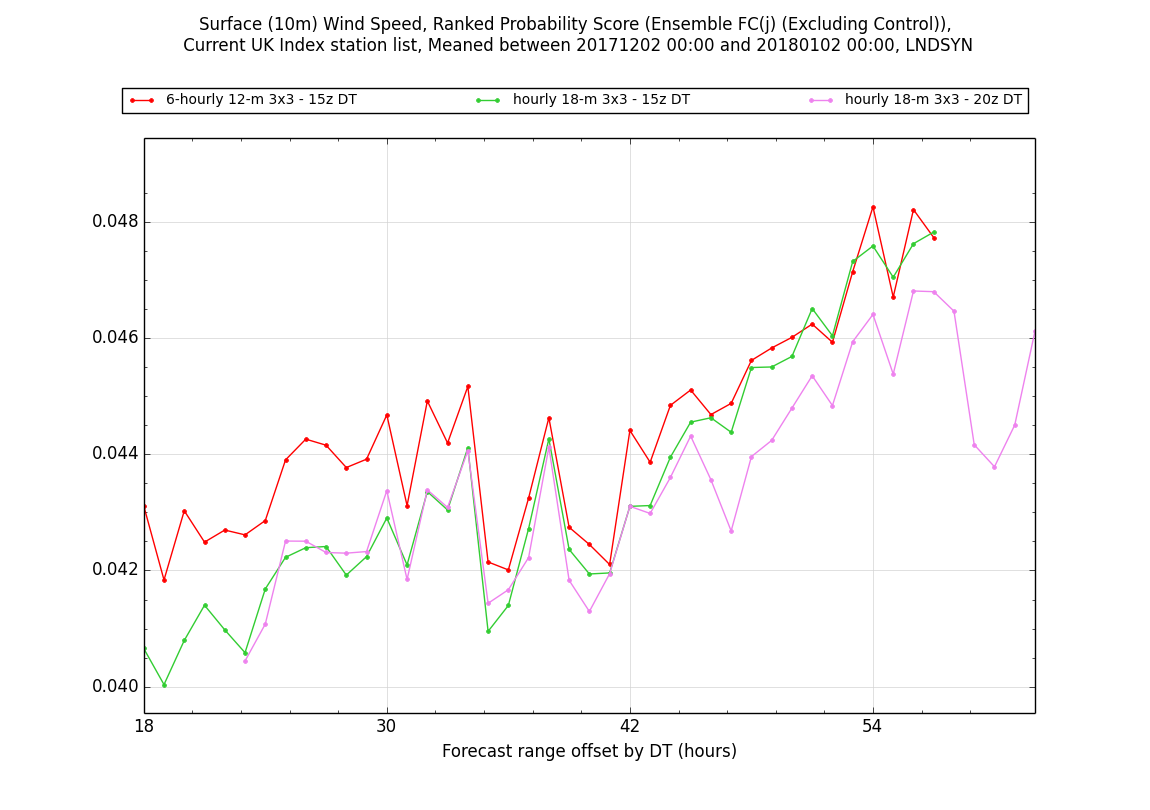 Surface (10m) Wind Speed, Ranked Probability Score (Ensemble FC(j) (Excluding Control)),
Current UK Index station list, Meaned between 20171202 00:00 and 20180102 00:00, LNDSYN
6-hourly 12-m 3x3 - 15z DT hourly 18-m 3x3 - 15z DT hourly 18-m 3x3 - 20z DT
0.048
0.046
0.044
0.042
0.040
18 30 42 54
Forecast range offset by DT (hours)